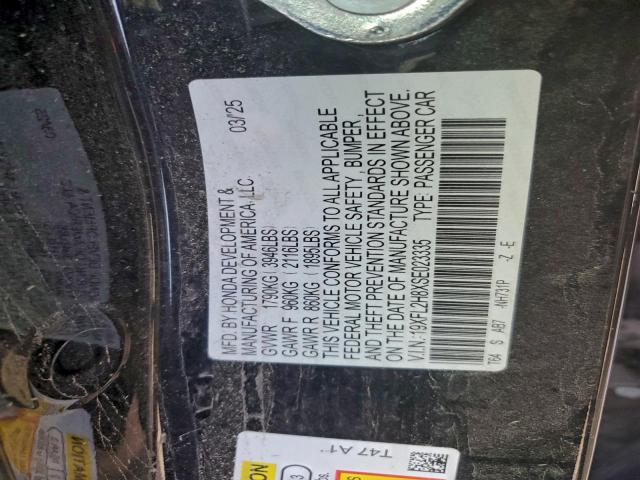 MFD. BY HONDA DEVELOPMENT &
MANUFACTURING OF AMERICA, LLC 03/25
GVWR 1790KG ( 3946LBS)
GAWR F 960KG ( 2116LBS)
GAWR R 860KG ( 1896LBS)
THIS VEHICLE CONFORMS TO ALL APPLICABLE
FEDERAL MOTOR VEHICLE SAFETY, BUMPER,
AND THEFT PREVENTION STANDARDS IN EFFECT
ON THE DATE OF MANUFACTURE SHOWN ABOVE.
V.I.N.: 19XFL2H8XSE023335 TYPE PASSENGER CAR
T64 S AB7 -NH731P -Z -E
T47 A1